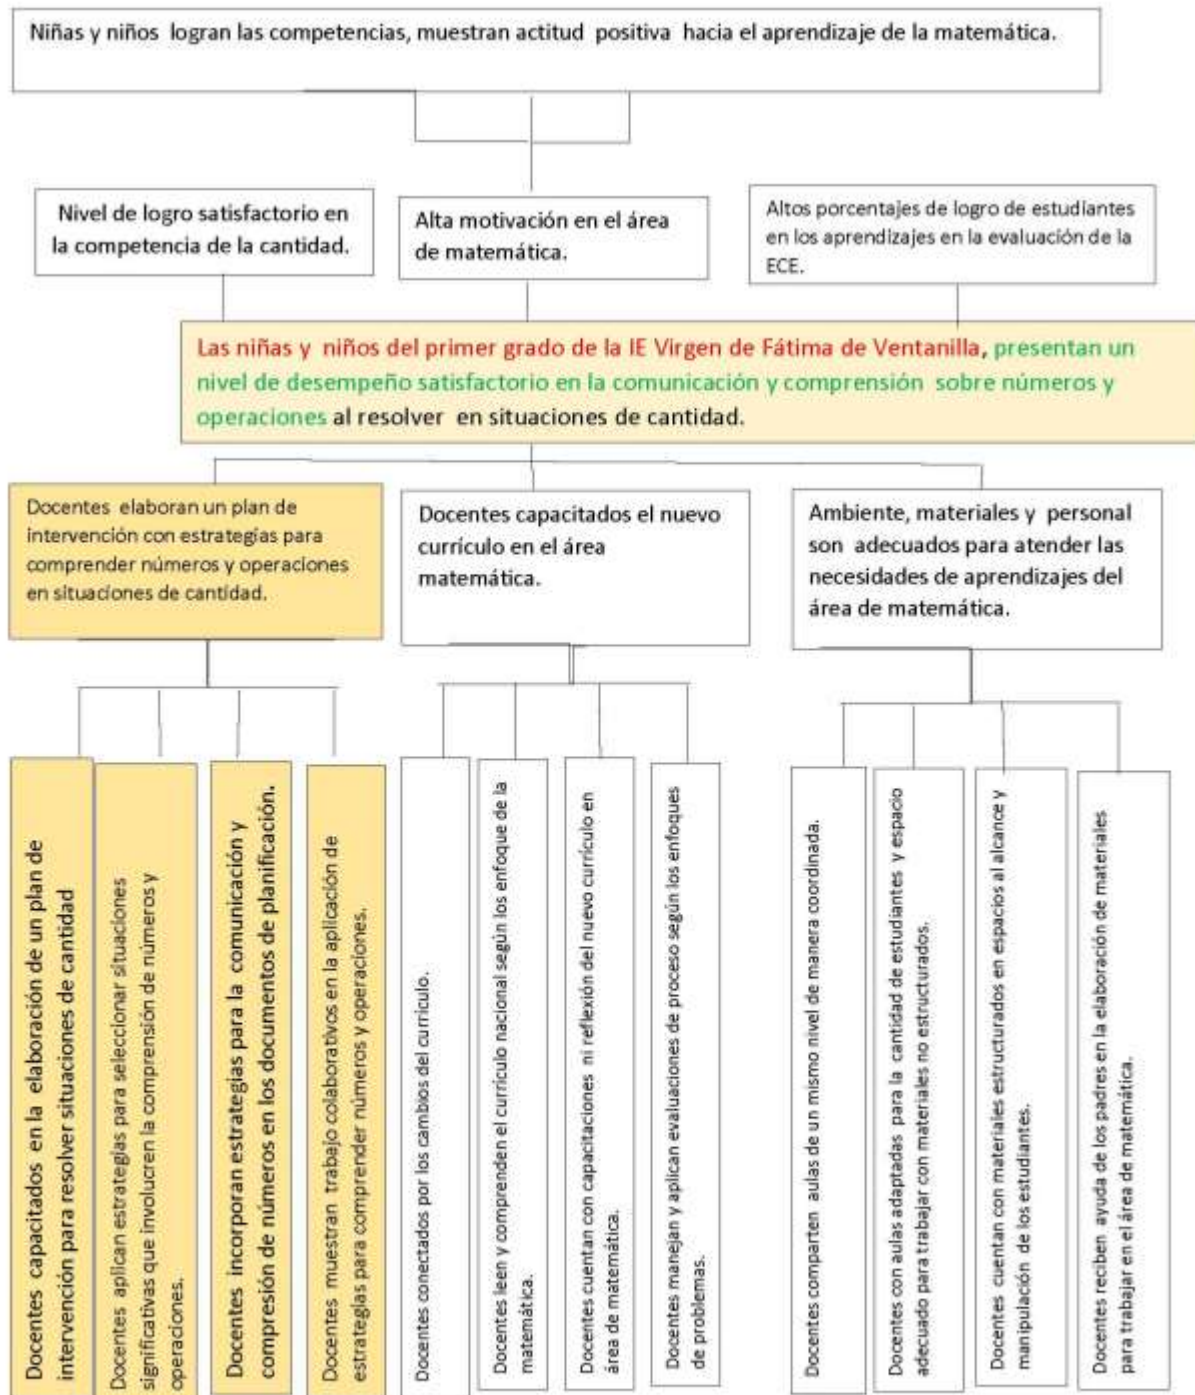 Niñas y niños logran las competencias, muestran actitud positiva hacia el aprendizaje de la matemática.
Nivel de logro satisfactorio en
la competencia de la cantidad.
Alta motivación en el área
de matemática.
Altos porcentajes de logro de estudiantes
en los aprendizajes en la evaluación de la
ECE.
Las niñas y niños del primer grado de la IE Virgen de Fátima de Ventanilla, presentan un
nivel de desempeño satisfactorio en la comunicación y comprensión sobre números y
operaciones al resolver en situaciones de cantidad.
Docentes elaboran un plan de
intervención con estrategias para
comprender números y operaciones
en situaciones de cantidad.
Docentes capacitados el nuevo
currículo en el área
matemática.
Ambiente, materiales y personal
son adecuados para atender las
necesidades de aprendizajes del
área de matemática.
Docentes capacitados en la elaboración de un plan de
intervención para resolver situaciones de cantidad
Docentes aplican estrategias para seleccionar situaciones
significativas que involucren la comprensión de números y
operaciones.
Docentes incorporan estrategias para la comunicación y
compresión de números en los documentos de planificación.
Docentes muestran trabajo colaborativos en la aplicación de
estrategias para comprender números y operaciones.
Docentes conectados por los cambios del currículo.
Docentes leen y comprenden el currículo nacional según los enfoque de la
matemática.
Docentes cuentan con capacitaciones ni reflexión del nuevo currículo en
área de matemática.
Docentes manejan y aplican evaluaciones de proceso según los enfoques
de problemas.
Docentes comparten aulas de un mismo nivel de manera coordinada.
Docentes con aulas adaptadas para la cantidad de estudiantes y espacio
adecuado para trabajar con materiales no estructurados.
Docentes cuentan con materiales estructurados en espacios al alcance y
manipulación de los estudiantes.
Docentes reciben ayuda de los padres en la elaboración de materiales
para trabajar en el área de matemática.